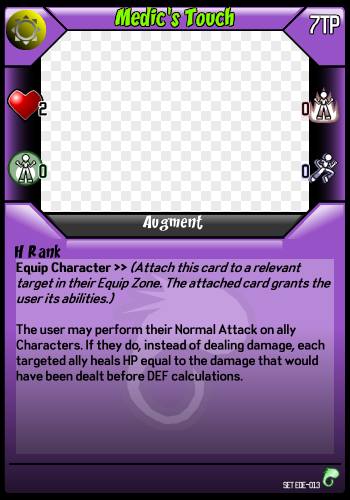 Medic's Touch
7TP
2
0
0
0
Augment
H Rank
Equip Character >> (Attach this card to a relevant
target in their Equip Zone. The attached card grants the
user its abilities.)
The user may perform their Normal Attack on ally
Characters. If they do, instead of dealing damage, each
targeted ally heals HP equal to the damage that would
have been dealt before DEF calculations.
SET EDE-013